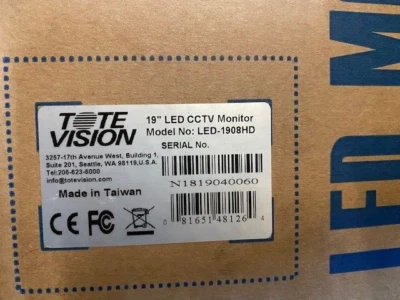 TOTE
VISION
19" LED CCTV Monitor
Model No: LED-1908HD
SERIAL No.
3257-17th Avenue West, Building 1,
Suite 201, Seattle, WA 98119,U.S.A.
Tel:206-623-6000
info@totevision.com
Made in Taiwan
N1819040060
CE FC
0 81651 48126 4
LED M